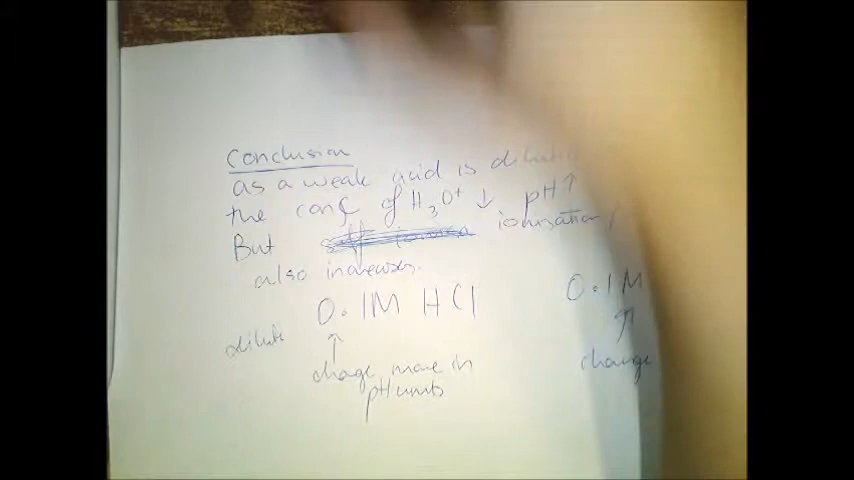 Conclusion
as a weak acid is
the conc of H3O+ ↓ pH↑
But ionization
also increases.
0.1M HCl 0.1M
dilute
↑ ↑
change more in change
pH units